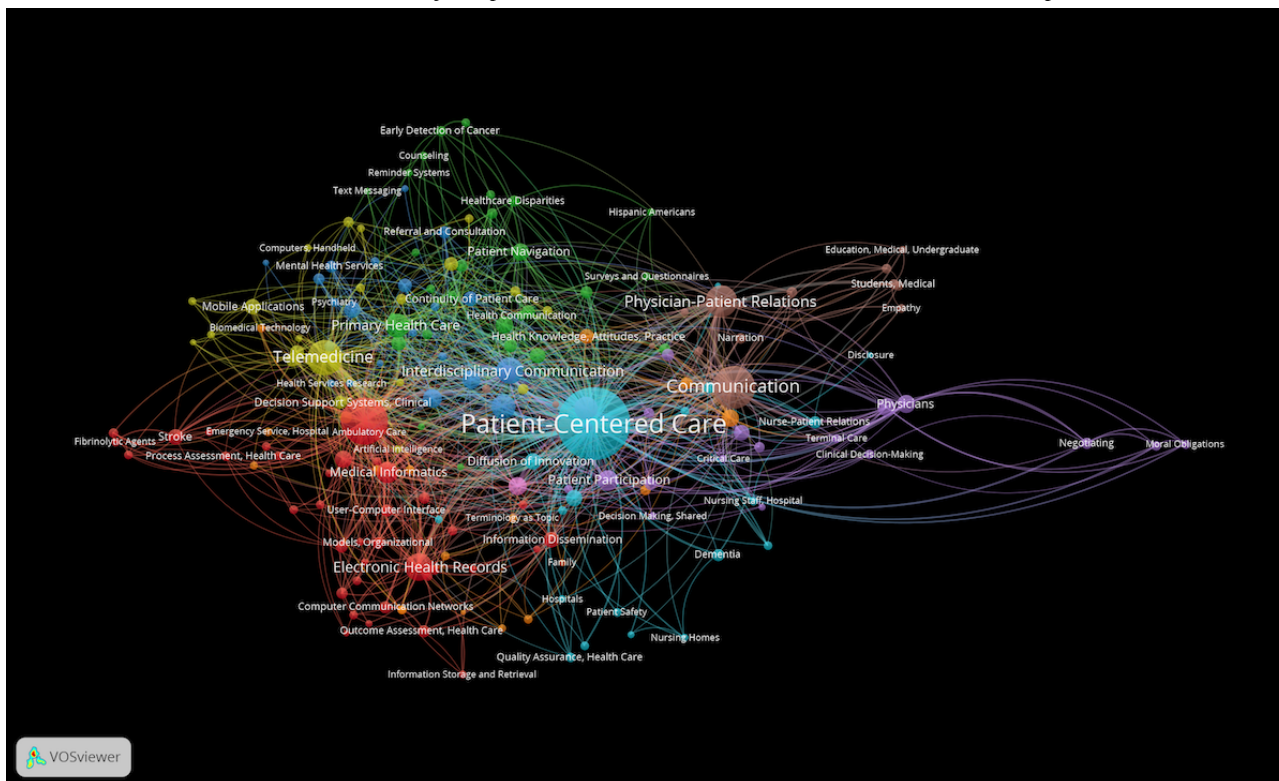 Early Detection of Cancer
Counseling
Reminder Systems
Text Messaging
Healthcare Disparities
Hispanic Americans
Referral and Consultation
Computers, Handheld
Patient Navigation
Education, Medical, Undergraduate
Mental Health Services
Surveys and Questionnaires
Students, Medical
Mobile Applications
Psychiatry
Continuity of Patient Care
Physician-Patient Relations
Empathy
Health Communication
Biomedical Technology
Primary Health Care
Health Knowledge, Attitudes, Practice
Narration
Telemedicine
Disclosure
Interdisciplinary Communication
Health Services Research
Communication
Decision Support Systems, Clinical
Physicians
Patient-Centered Care
Nurse-Patient Relations
Emergency Service, Hospital
Ambulatory Care
Stroke
Fibrinolytic Agents
Terminal Care
Negotiating
Moral Obligations
Artificial Intelligence
Process Assessment, Health Care
Clinical Decision-Making
Critical Care
Diffusion of Innovation
Medical Informatics
Patient Participation
Nursing Staff, Hospital
User-Computer Interface
Terminology as Topic
Decision Making, Shared
Models, Organizational
Information Dissemination
Dementia
Electronic Health Records
Family
Hospitals
Computer Communication Networks
Patient Safety
Outcome Assessment, Health Care
Nursing Homes
Quality Assurance, Health Care
Information Storage and Retrieval
VOSviewer